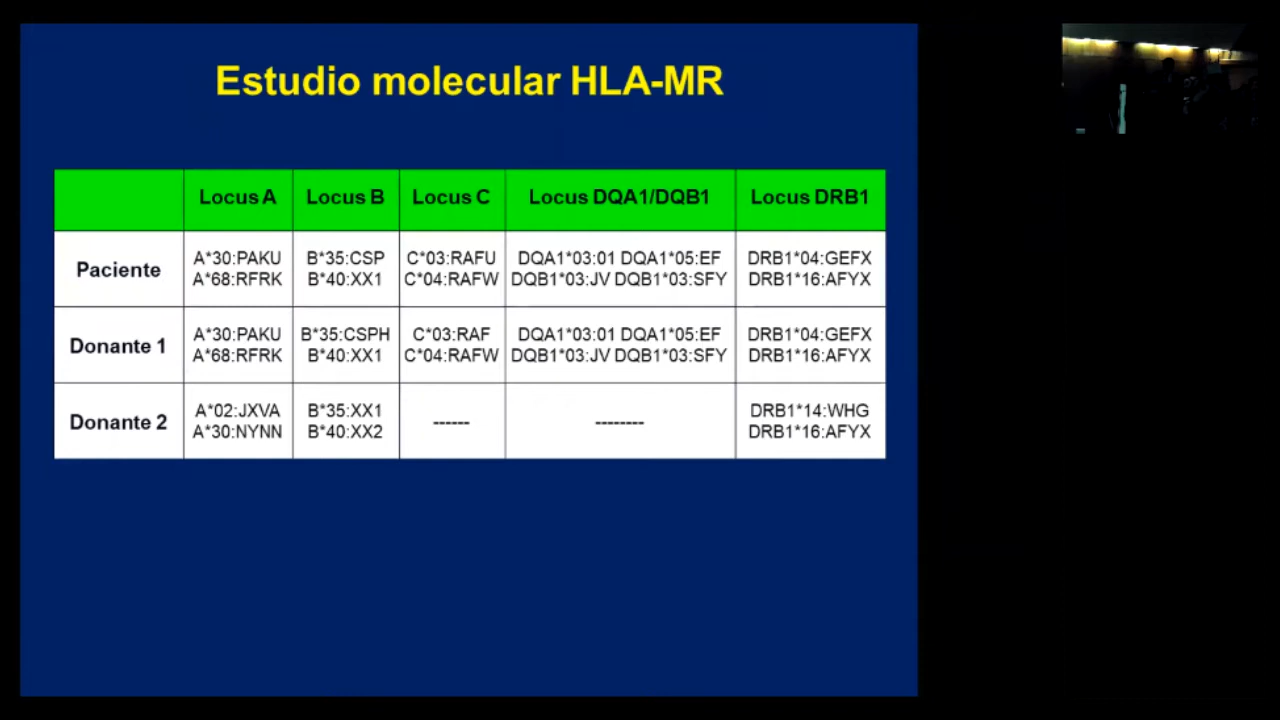 Estudio molecular HLA-MR
Locus A Locus B Locus C Locus DQA1/DQB1 Locus DRB1
Paciente
A*30:PAKU B*35:CSP C*03:RAFU DQA1*03:01 DQA1*05:EF DRB1*04:GEFX
A*68:RFRK B*40:XX1 C*04:RAFW DQB1*03:JV DQB1*03:SFY DRB1*16:AFYX
Donante 1
A*30:PAKU B*35:CSPH C*03:RAF DQA1*03:01 DQA1*05:EF DRB1*04:GEFX
A*68:RFRK B*40:XX1 C*04:RAFW DQB1*03:JV DQB1*03:SFY DRB1*16:AFYX
Donante 2
A*02:JXVA B*35:XX1 ------ -------- DRB1*14:WHG
A*30:NYNN B*40:XX2 DRB1*16:AFYX